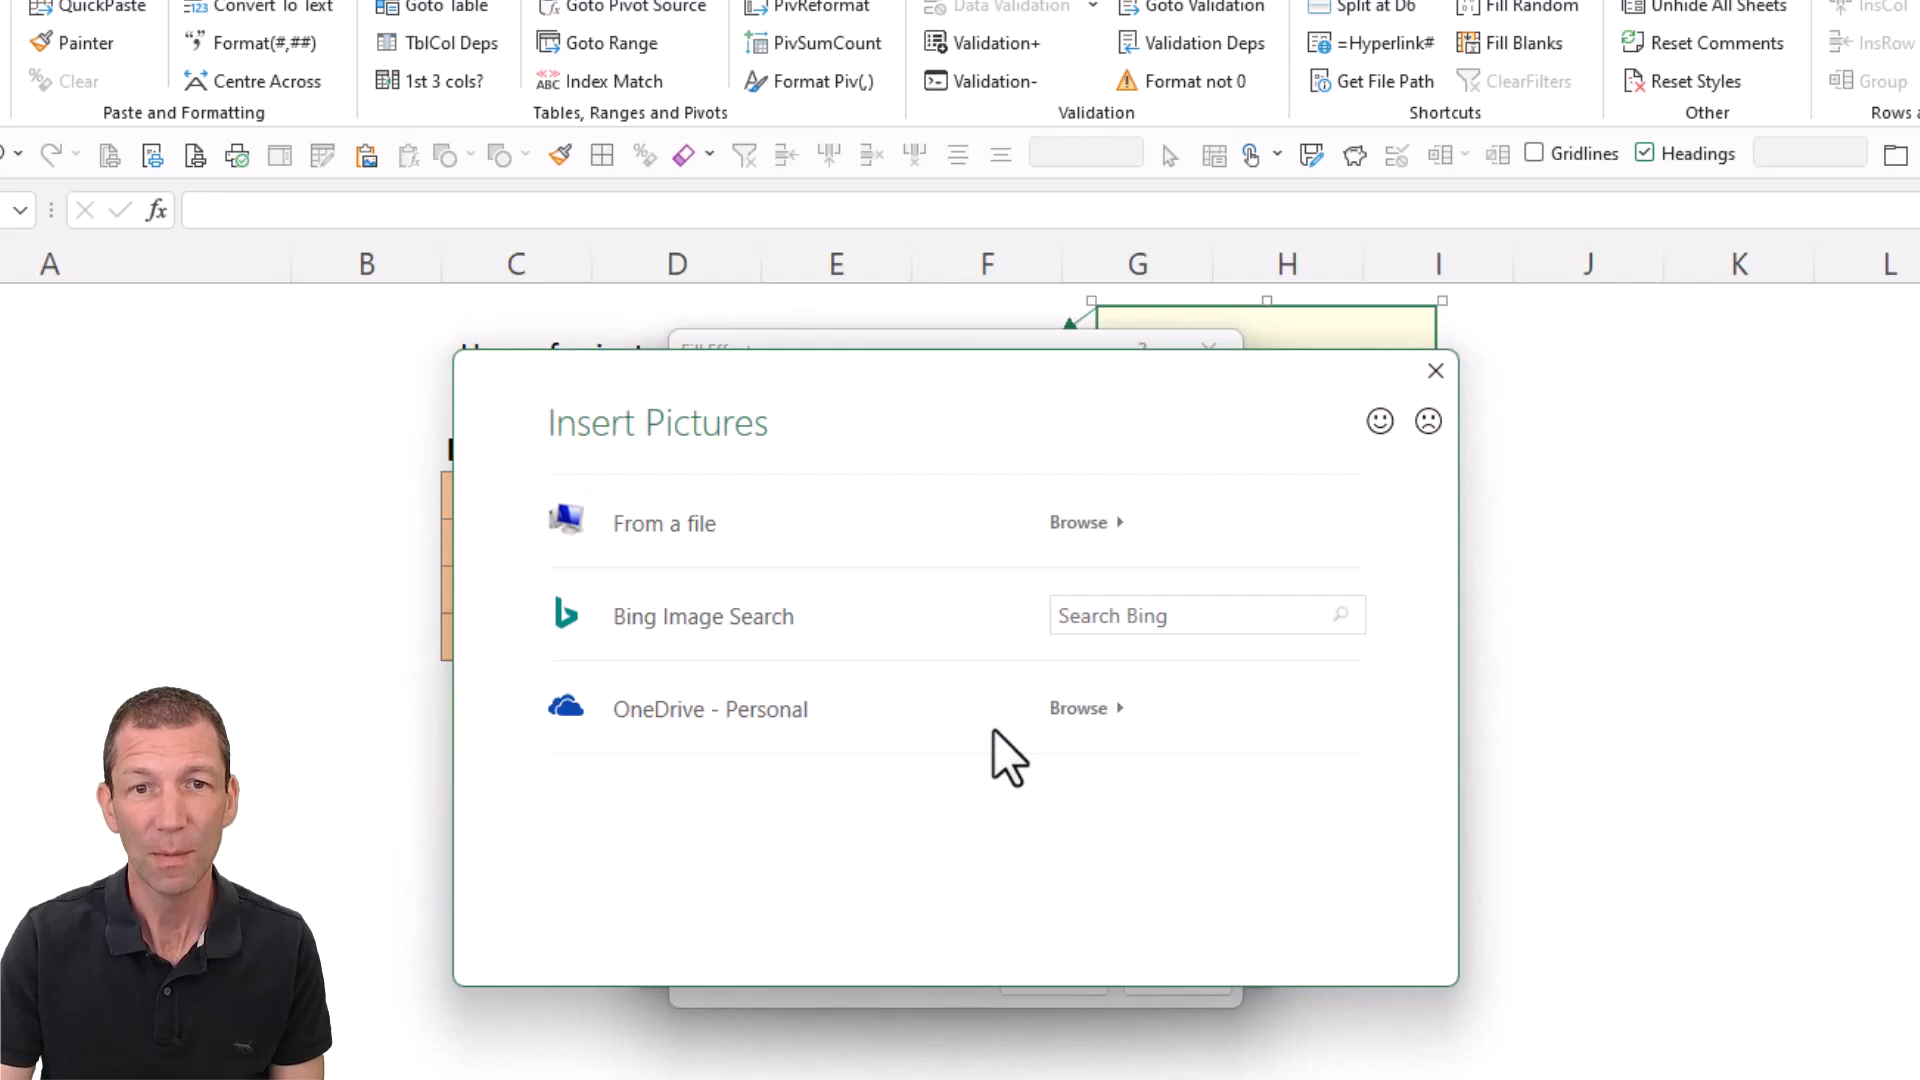 QuickPaste Convert To Text Goto Table Goto Pivot Source PivReformat Data Validation Goto Validation Split at D6 Fill Random Unhide All Sheets InsCol
Painter Format(#,##) TblCol Deps Goto Range PivSumCount Validation+ Validation Deps =Hyperlink# Fill Blanks Reset Comments InsRow
Clear Centre Across 1st 3 cols? Index Match Format Piv(,) Validation- Format not 0 Get File Path ClearFilters Reset Styles Group
Paste and Formatting Tables, Ranges and Pivots Validation Shortcuts Other Rows a
Gridlines Headings
fx
A B C D E F G H I J K L
Insert Pictures
From a file Browse
Bing Image Search Search Bing
OneDrive - Personal Browse